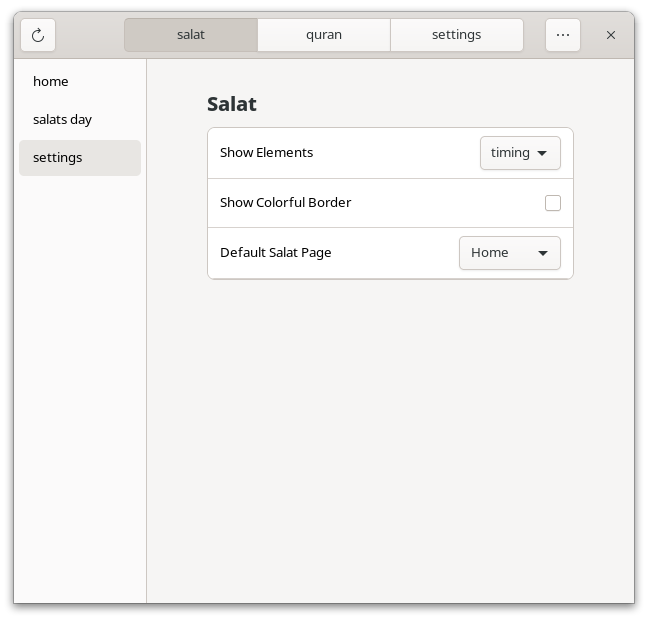 salat
quran
settings
...
home
salats day
settings
Salat
Show Elements
timing
Show Colorful Border
Default Salat Page
Home